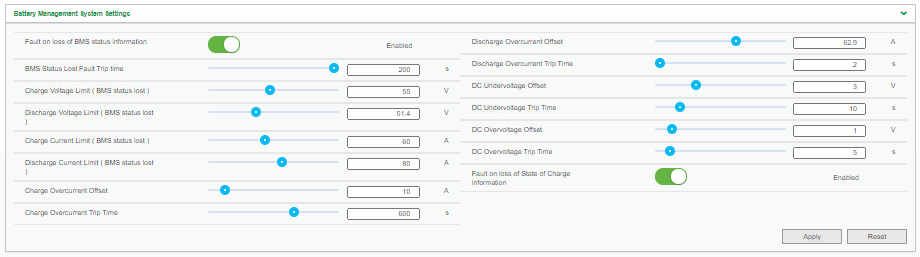 Battery Management System Settings
Fault on loss of BMS status information
Enabled
BMS Status Lost Fault Trip time
200 s
Charge Voltage Limit ( BMS status lost )
55 V
Discharge Voltage Limit ( BMS status lost
)
51.4 V
Charge Current Limit ( BMS status lost )
60 A
Discharge Current Limit ( BMS status lost
)
80 A
Charge Overcurrent Offset
10 A
Charge Overcurrent Trip Time
600 s
Discharge Overcurrent Offset
62.9 A
Discharge Overcurrent Trip Time
2 s
DC Undervoltage Offset
3 V
DC Undervoltage Trip Time
10 s
DC Overvoltage Offset
1 V
DC Overvoltage Trip Time
5 s
Fault on loss of State of Charge
information
Enabled
Apply
Reset